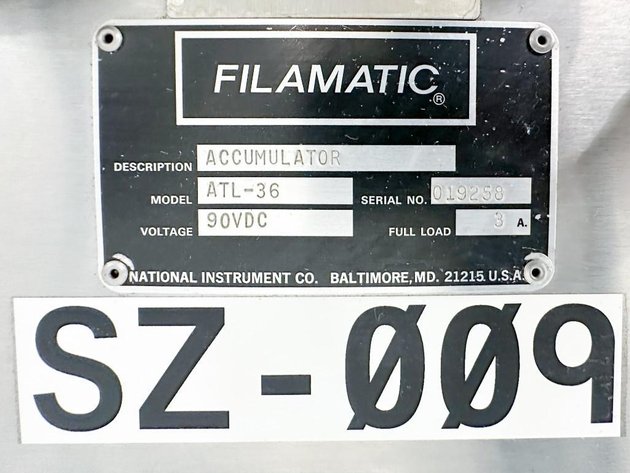 FILAMATIC®
DESCRIPTION ACCUMULATOR
MODEL ATL-36 SERIAL NO. 019258
VOLTAGE 90VDC FULL LOAD 3 A.
NATIONAL INSTRUMENT CO. BALTIMORE, MD. 21215 U.S.A.
SZ-009